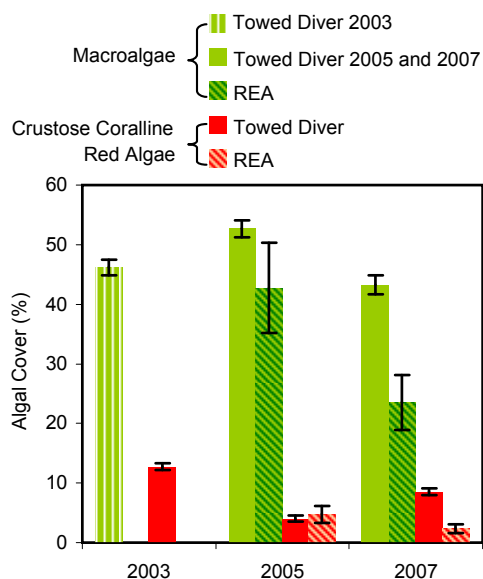 Towed Diver 2003
Macroalgae
Towed Diver 2005 and 2007
REA
Crustose Coralline
Red Algae
Towed Diver
REA
Algal Cover (%)
60
50
40
30
20
10
0
2003 2005 2007